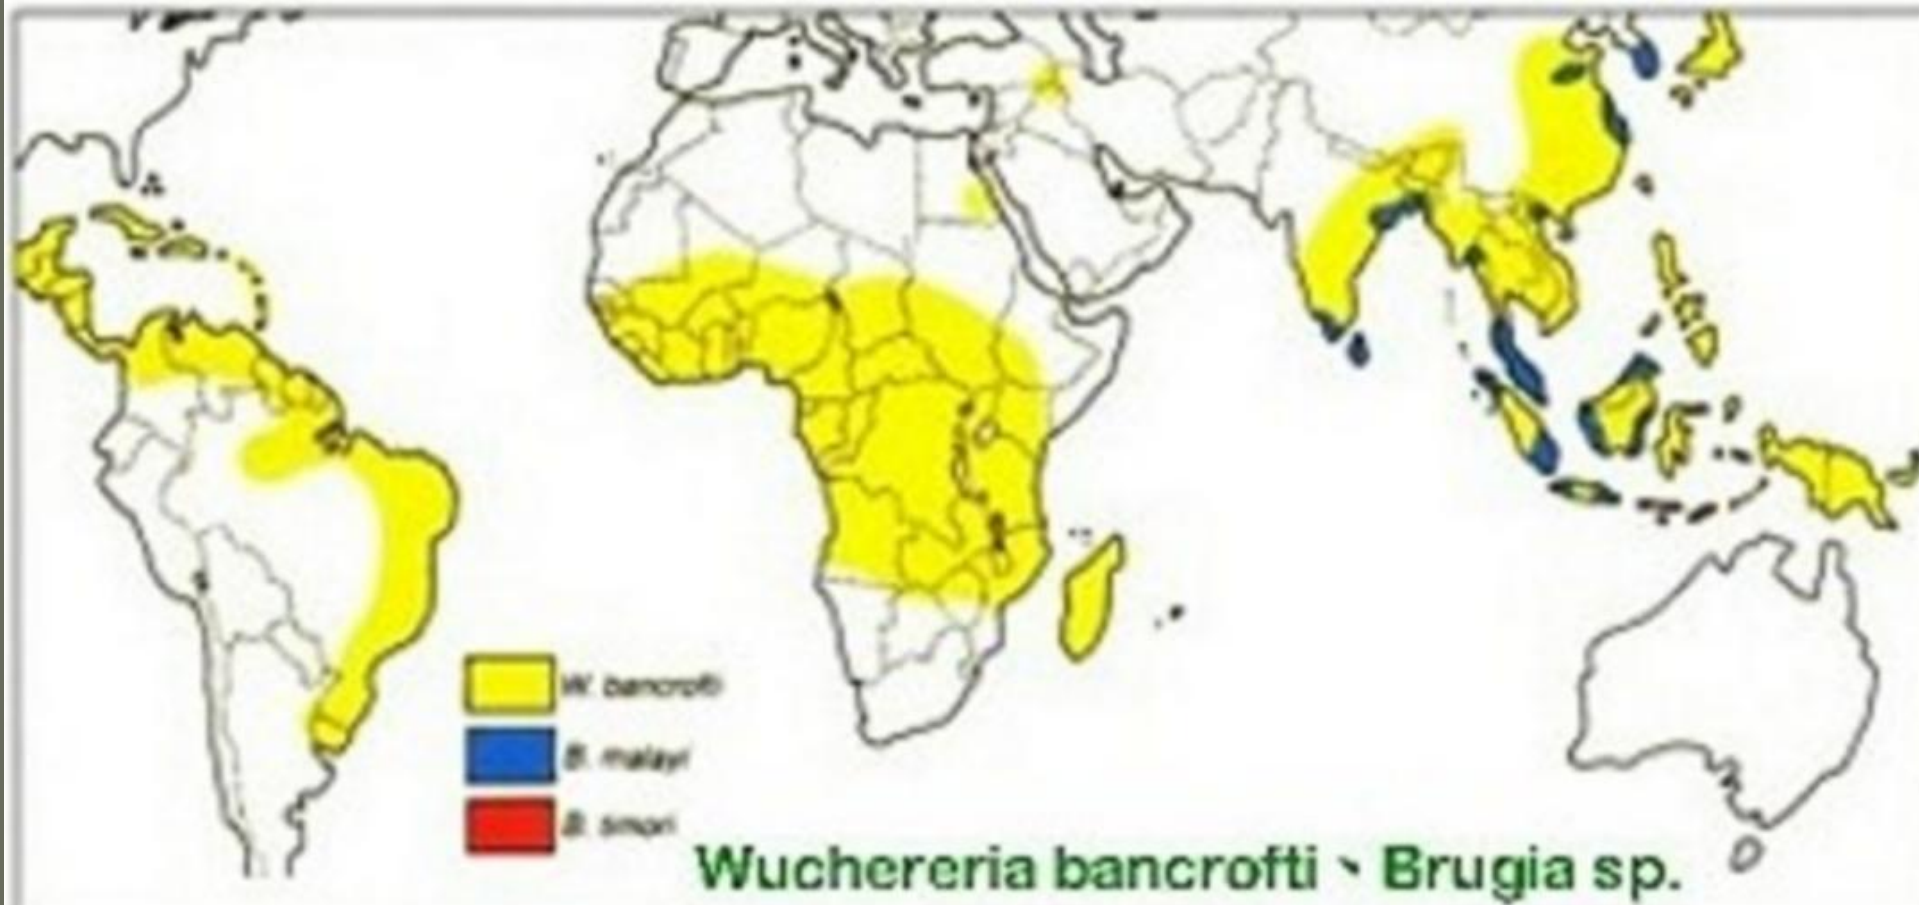 W. bancrofti
B. malayi
B. timori
Wuchereria bancrofti、Brugia sp.